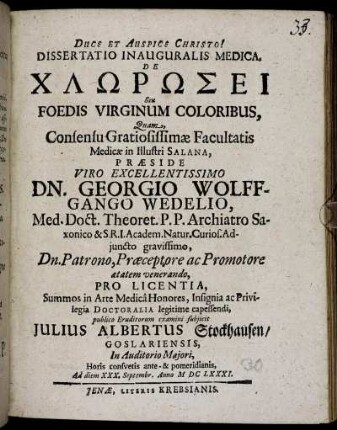 33.
DUCE ET AUSPICE CHRISTO!
DISSERTATIO INAUGURALIS MEDICA.
DE
ΧΛΩΡΩΣΕΙ
Seu
FOEDIS VIRGINUM COLORIBUS,
Quam,
Consensu Gratiosissimæ Facultatis
Medicæ in Illustri SALANA,
PRÆSIDE
VIRO EXCELLENTISSIMO
DN. GEORGIO WOLFF-
GANGO WEDELIO,
Med. Doct. Theoret. P. P. Archiatro Sa-
xonico & S.R.I. Academ. Natur. Curios. Ad-
juncto gravissimo,
Dn. Patrono, Præceptore ac Promotore
ætatem venerando,
PRO LICENTIA,
Summos in Arte Medicâ Honores, Insignia ac Privi-
legia DOCTORALIA legitime capessendi,
publico Eruditorum examini subjicit
JULIUS ALBERTUS Stockhausen/
GOSLARIENSIS,
In Auditorio Majori,
Horis consvetis ante- & pomeridianis,
Ad diem XXX. Septembr. Anno M DC LXXXI.
JENÆ, LITERIS KREBSIANIS.